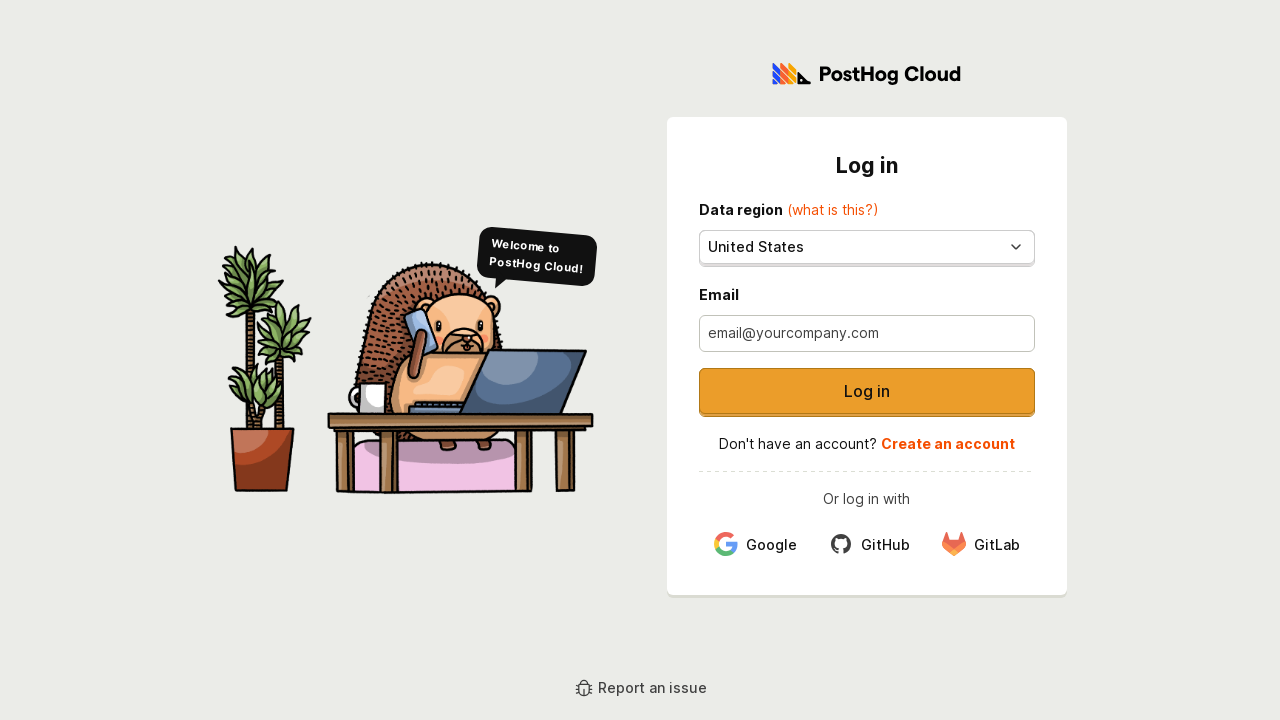 PostHog Cloud
Welcome to
PostHog Cloud!
Log in
Data region (what is this?)
United States
Email
email@yourcompany.com
Log in
Don't have an account? Create an account
Or log in with
Google GitHub GitLab
Report an issue